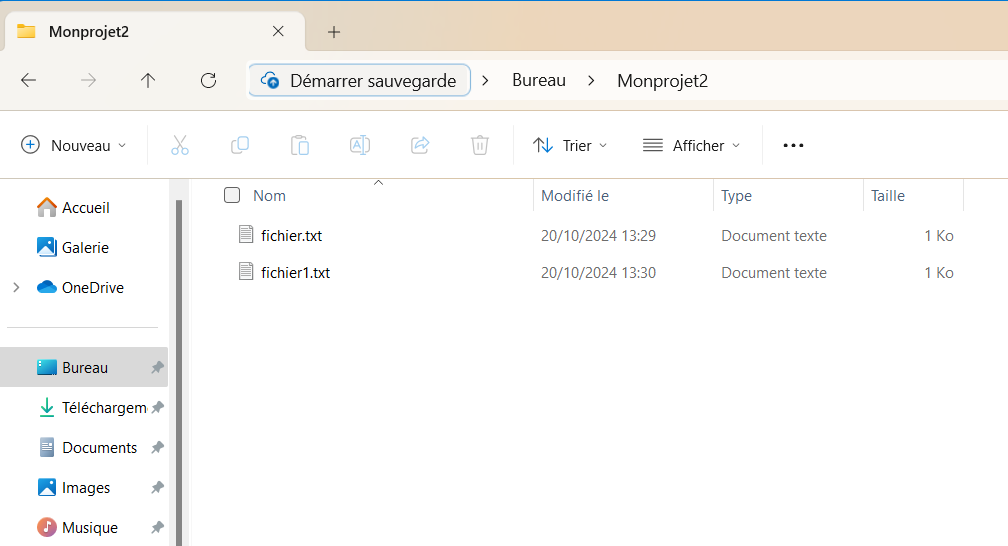 Monprojet2
Démarrer sauvegarde > Bureau > Monprojet2
Nouveau Trier Afficher
Nom Modifié le Type Taille
fichier.txt 20/10/2024 13:29 Document texte 1 Ko
fichier1.txt 20/10/2024 13:30 Document texte 1 Ko
Accueil
Galerie
OneDrive
Bureau
Téléchargem
Documents
Images
Musique